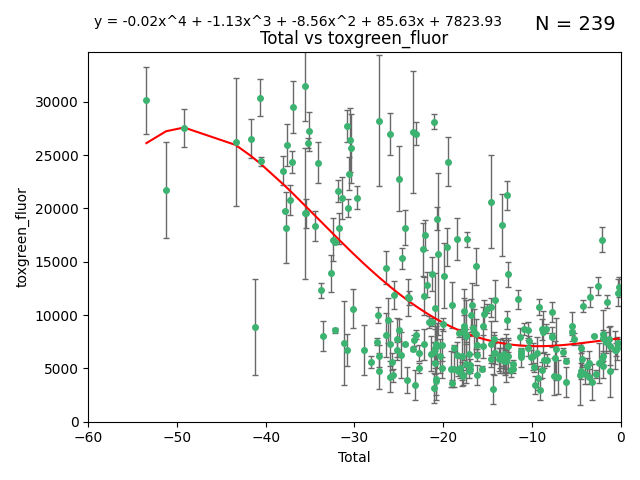 y = -0.02x^4 + -1.13x^3 + -8.56x^2 + 85.63x + 7823.93
N = 239
Total vs toxgreen_fluor
30000
25000
20000
15000
10000
5000
0
toxgreen_fluor
−60
−50
−40
−30
−20
−10
0
Total